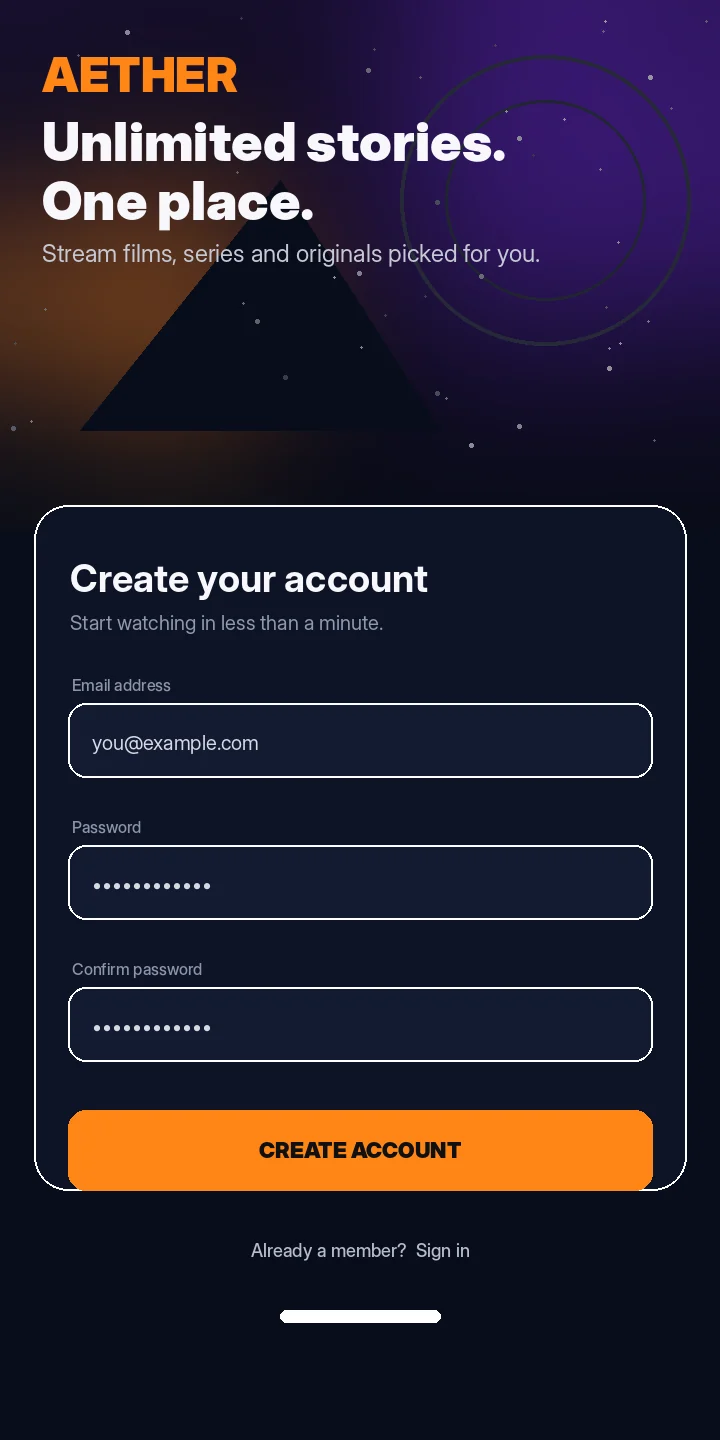 AETHER
Unlimited stories.
One place.
Stream films, series and originals picked for you.
Create your account
Start watching in less than a minute.
Email address
you@example.com
Password
••••••••••••
Confirm password
••••••••••••
CREATE ACCOUNT
Already a member? Sign in